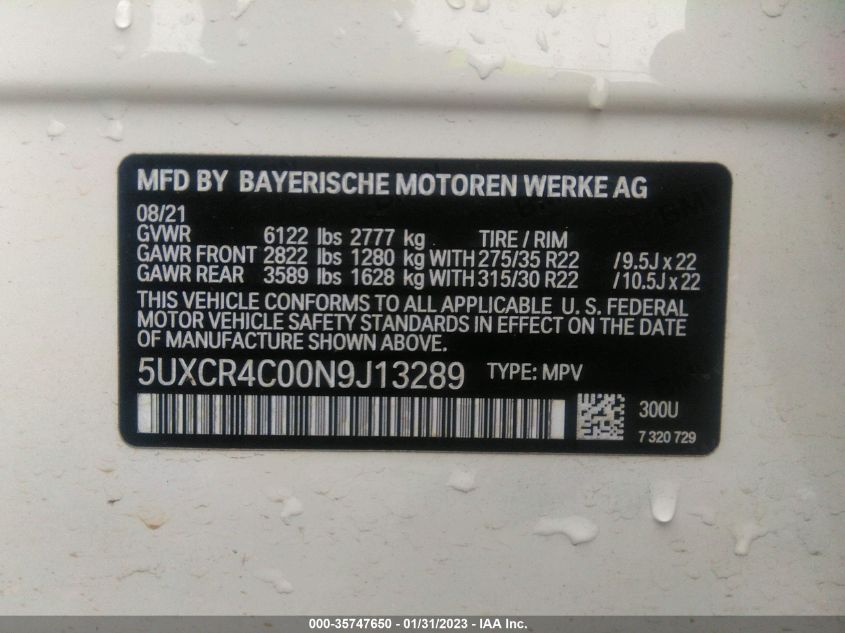 MFD BY BAYERISCHE MOTOREN WERKE AG
08/21
GVWR 6122 lbs 2777 kg TIRE / RIM
GAWR FRONT 2822 lbs 1280 kg WITH 275/35 R22 /9.5J x 22
GAWR REAR 3589 lbs 1628 kg WITH 315/30 R22 /10.5J x 22
THIS VEHICLE CONFORMS TO ALL APPLICABLE U. S. FEDERAL
MOTOR VEHICLE SAFETY STANDARDS IN EFFECT ON THE DATE
OF MANUFACTURE SHOWN ABOVE.
5UXCR4C00N9J13289 TYPE: MPV
300U
7 320 729
000-35747650 - 01/31/2023 - IAA Inc.